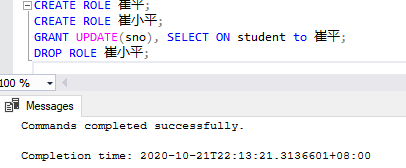 CREATE ROLE 崔平;
CREATE ROLE 崔小平;
GRANT UPDATE(sno), SELECT ON student to 崔平;
DROP ROLE 崔小平;
100 %
Messages
Commands completed successfully.
Completion time: 2020-10-21T22:13:21.3136601+08:00